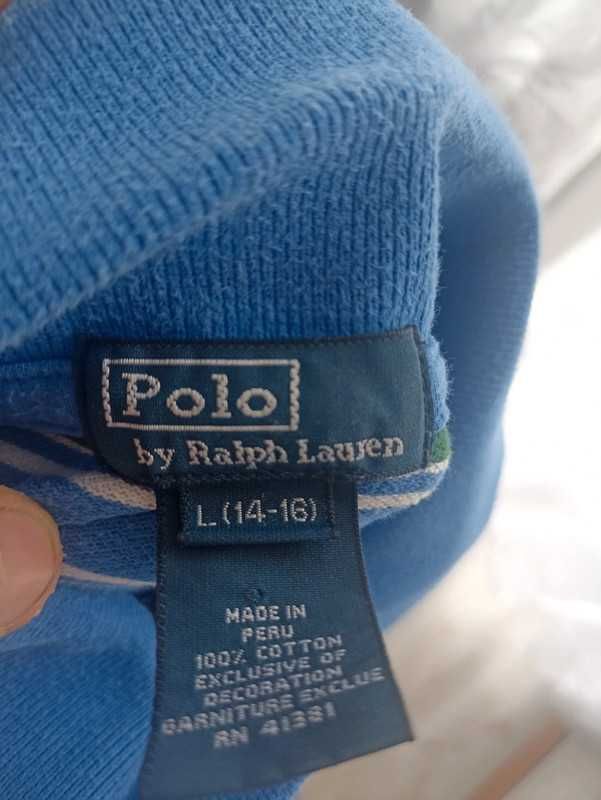 Polo
by Ralph Lauren
L (14-16)
MADE IN
PERU
100% COTTON
EXCLUSIVE OF
DECORATION
GARNITURE EXCLUE
RN 41381